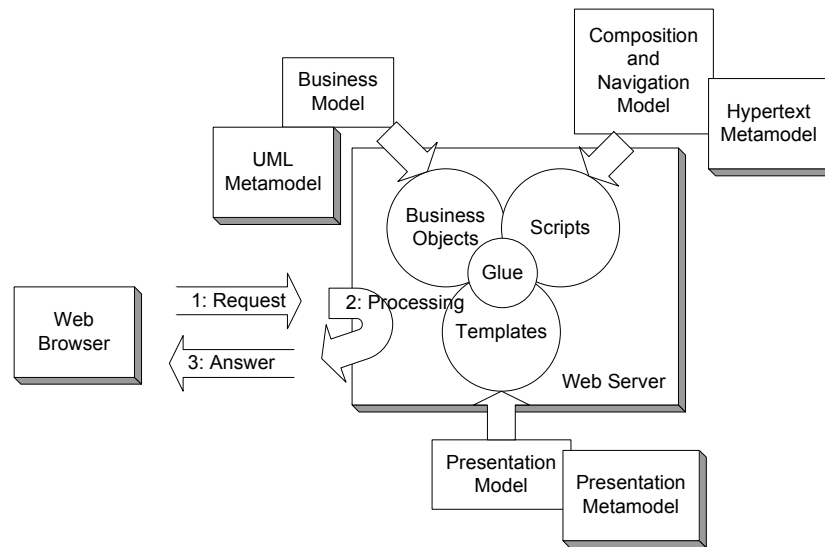 Composition
and
Navigation
Model
Business
Model
Hypertext
Metamodel
UML
Metamodel
Business
Objects
Scripts
Glue
1: Request
2: Processing
Web
Browser
Templates
3: Answer
Web Server
Presentation
Model
Presentation
Metamodel